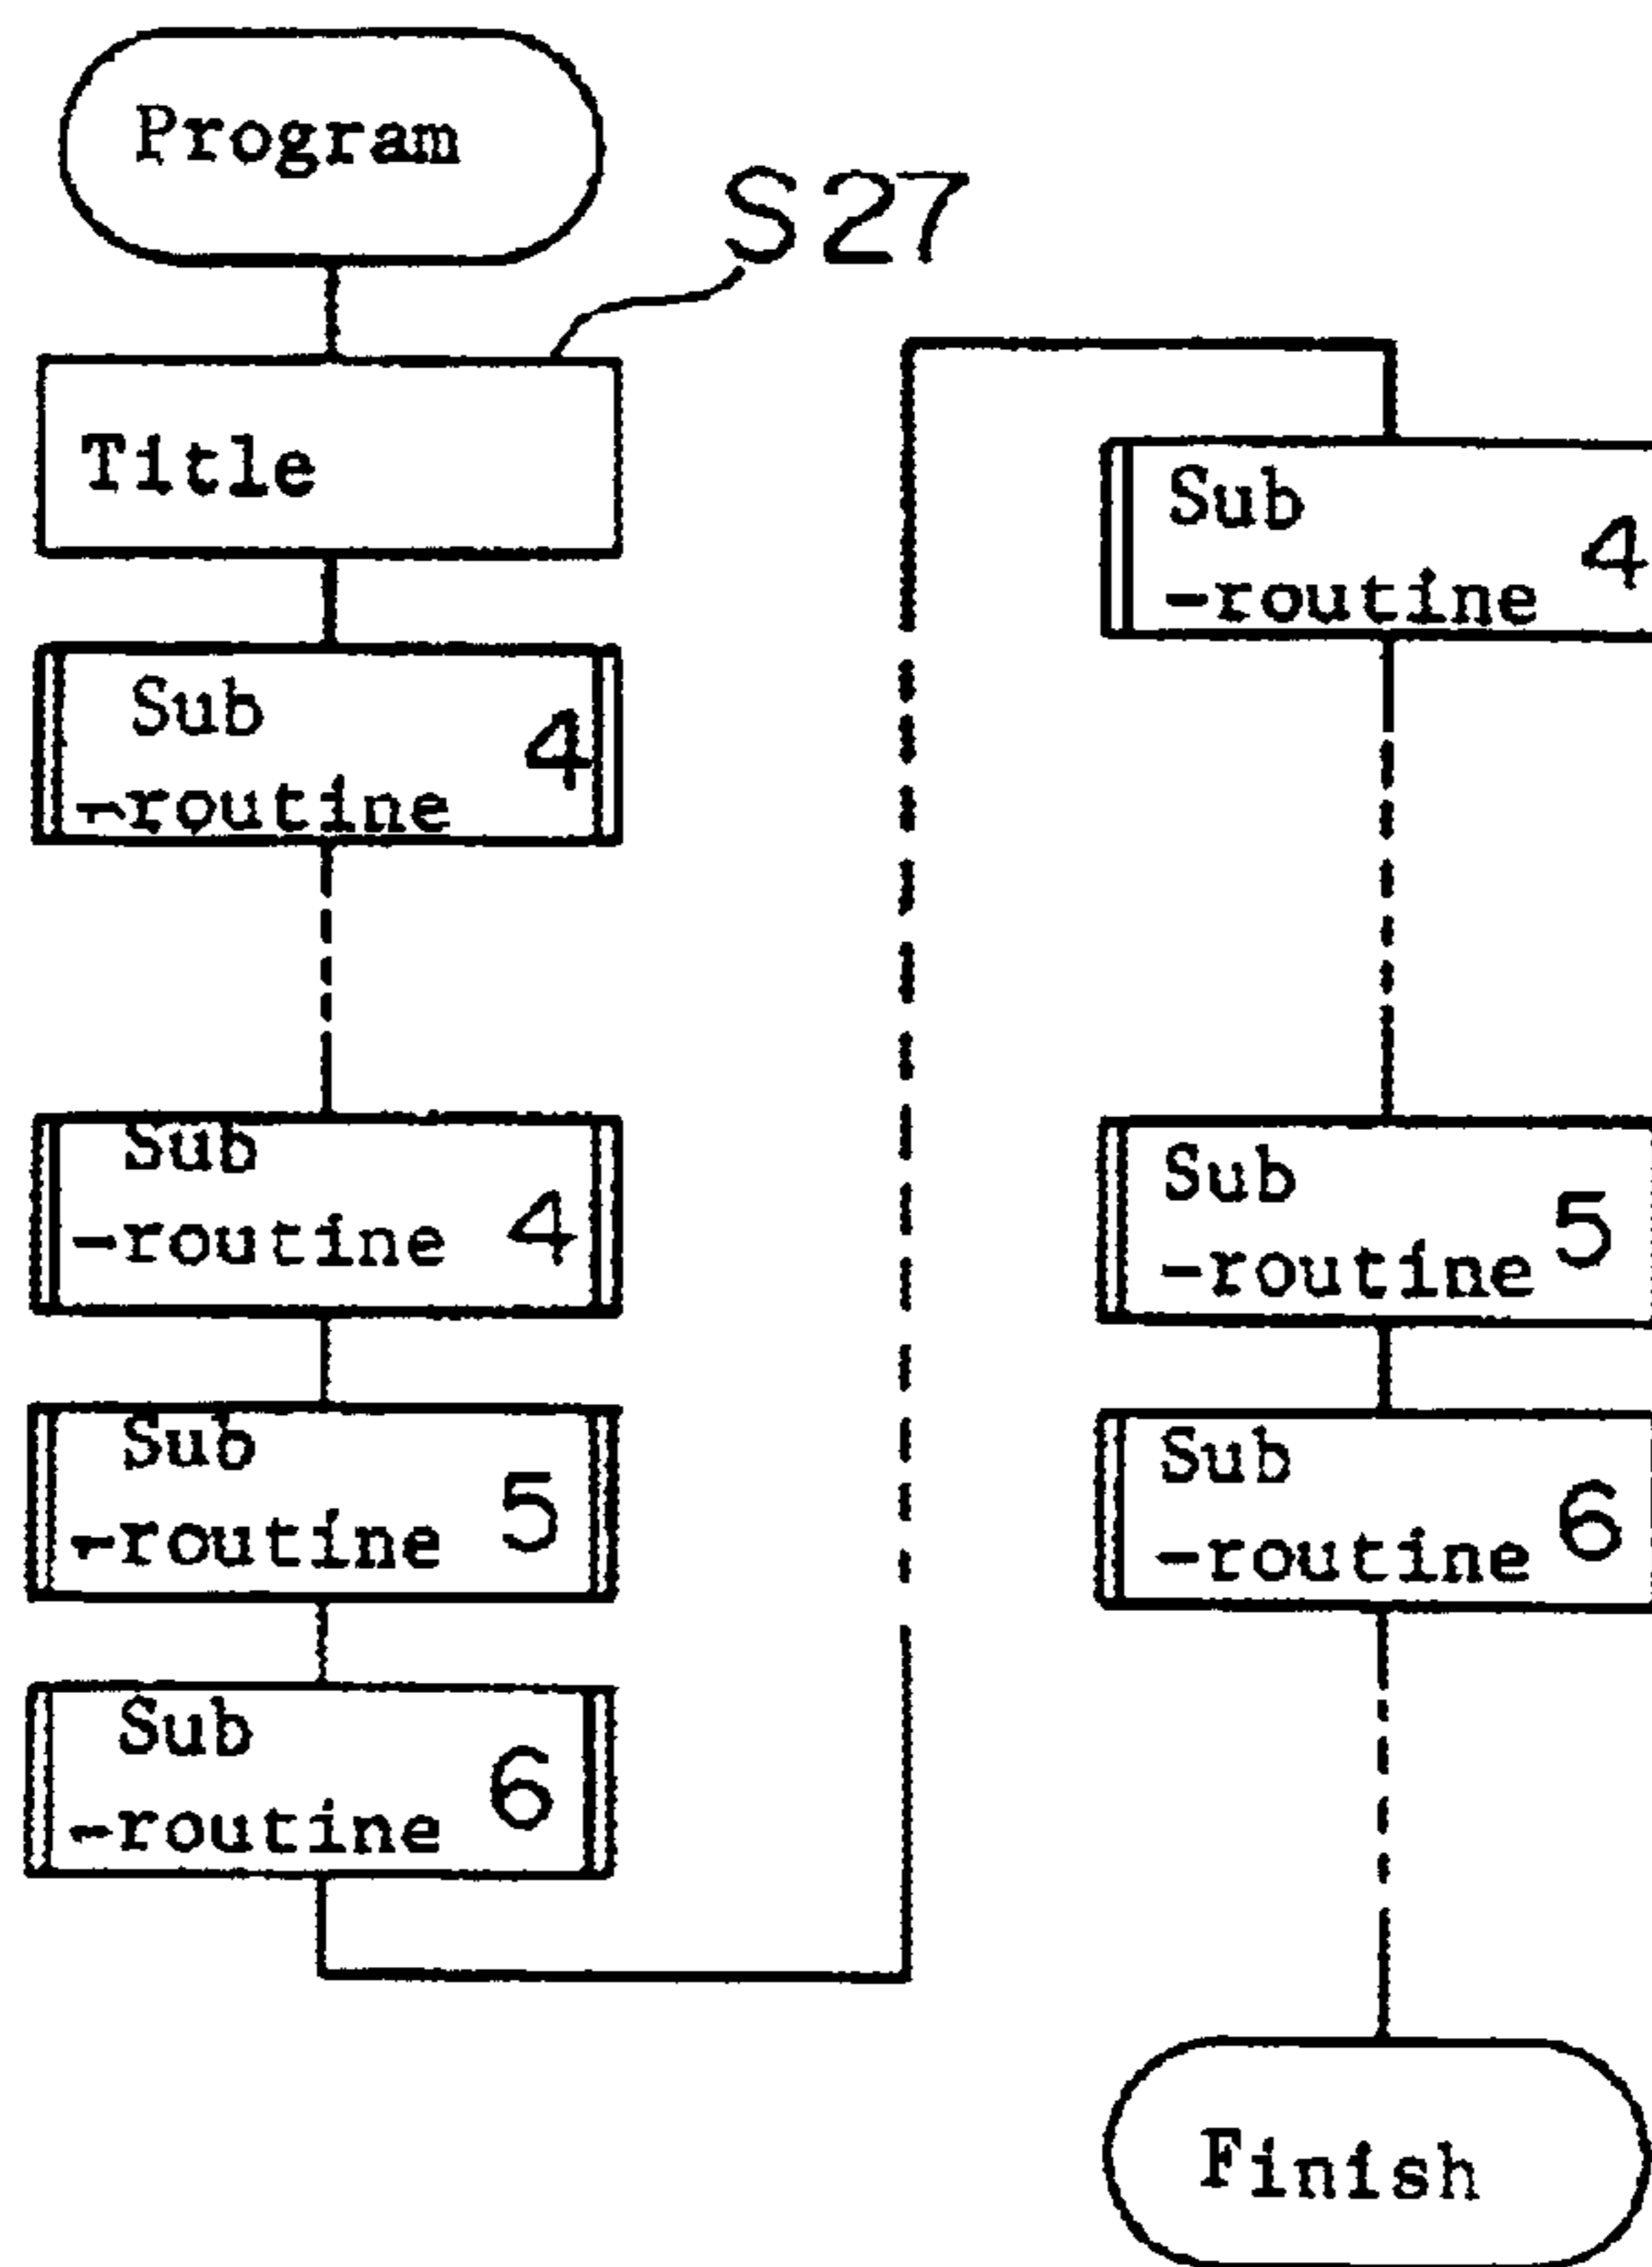 Program
S27
Title
Sub
-routine 4
Sub
-routine 4
Sub
-routine 5
Sub
-routine 6
Sub
-routine 4
Sub
-routine 5
Sub
-routine 6
Finish